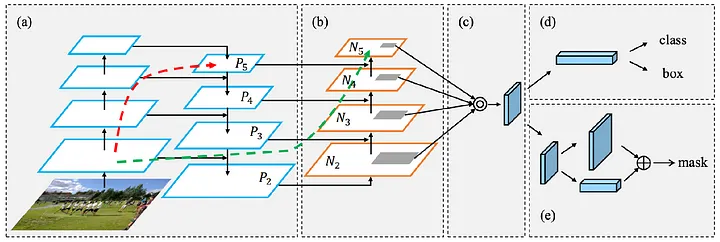 (a)
P5
P4
P3
P2
(b)
N5
N4
N3
N2
(c)
(d)
class
box
(e)
mask